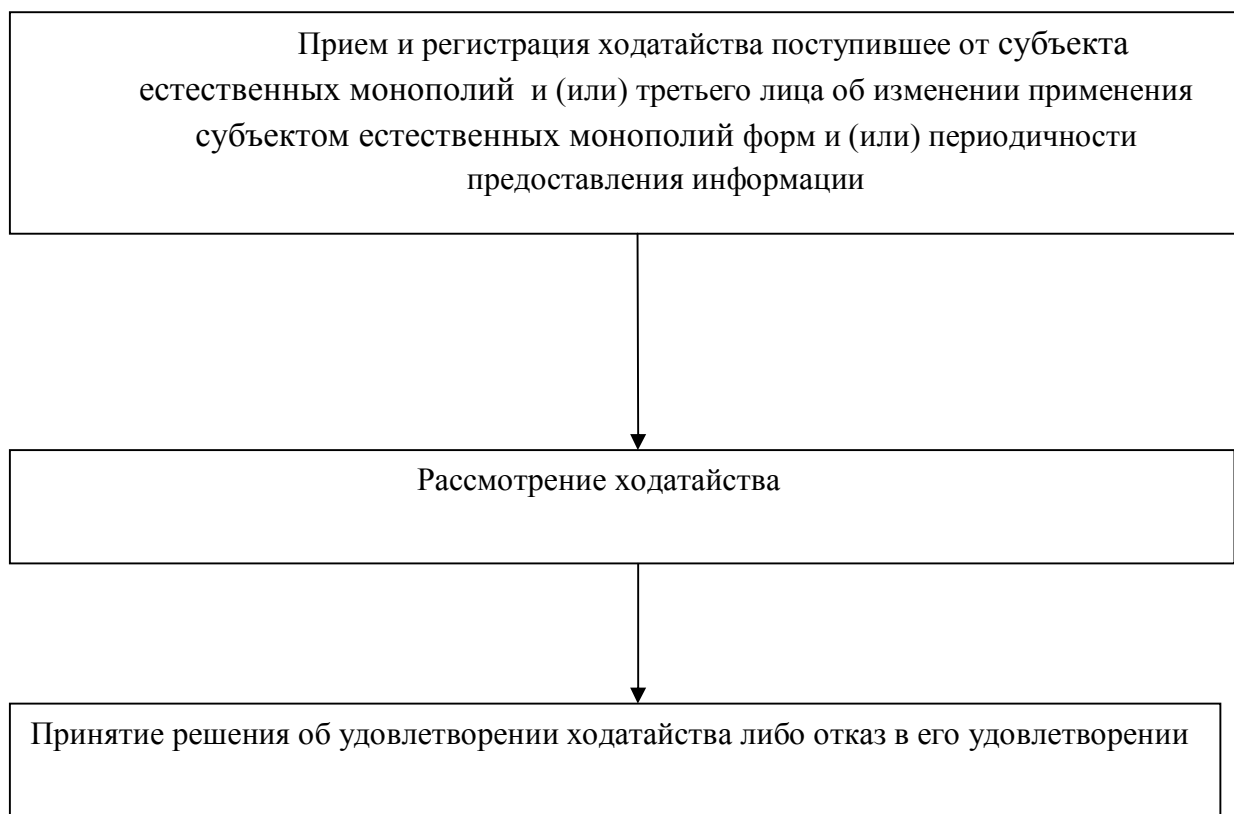 Прием и регистрация ходатайства поступившее от субъекта
естественных монополий и (или) третьего лица об изменении применения
субъектом естественных монополий форм и (или) периодичности
предоставления информации
Рассмотрение ходатайства
Принятие решения об удовлетворении ходатайства либо отказ в его удовлетворении